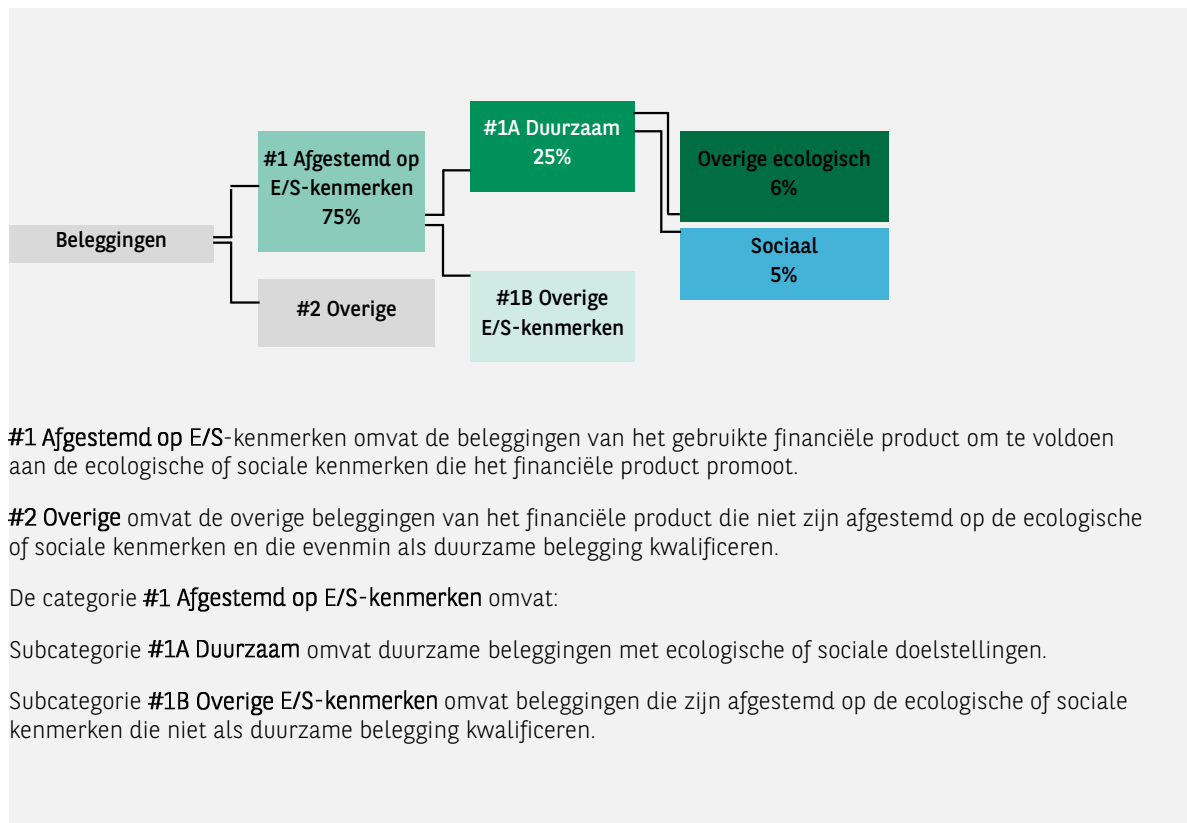 #1A Duurzaam
25%
#1 Afgestemd op
E/S-kenmerken
75%
Overige ecologisch
6%
Beleggingen
Sociaal
5%
#2 Overige
#1B Overige
E/S-kenmerken
#1 Afgestemd op E/S-kenmerken omvat de beleggingen van het gebruikte financiële product om te voldoen
aan de ecologische of sociale kenmerken die het financiële product promoot.
#2 Overige omvat de overige beleggingen van het financiële product die niet zijn afgestemd op de ecologische
of sociale kenmerken en die evenmin als duurzame belegging kwalificeren.
De categorie #1 Afgestemd op E/S-kenmerken omvat:
Subcategorie #1A Duurzaam omvat duurzame beleggingen met ecologische of sociale doelstellingen.
Subcategorie #1B Overige E/S-kenmerken omvat beleggingen die zijn afgestemd op de ecologische of sociale
kenmerken die niet als duurzame belegging kwalificeren.